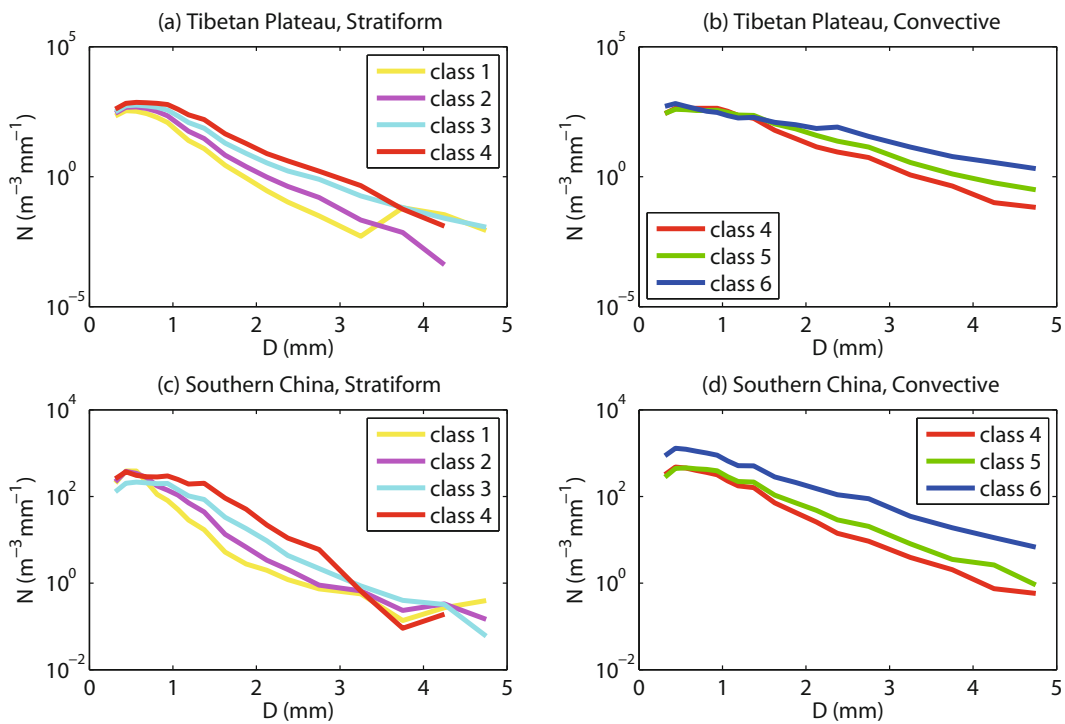 (a) Tibetan Plateau, Stratiform
10^5
10^0
10^-5
N (m^-3 mm^-1)
class 1
class 2
class 3
class 4
0 1 2 3 4 5
D (mm)
(b) Tibetan Plateau, Convective
10^5
10^0
10^-5
N (m^-3 mm^-1)
class 4
class 5
class 6
0 1 2 3 4 5
D (mm)
(c) Southern China, Stratiform
10^4
10^2
10^0
10^-2
N (m^-3 mm^-1)
class 1
class 2
class 3
class 4
0 1 2 3 4 5
D (mm)
(d) Southern China, Convective
10^4
10^2
10^0
10^-2
N (m^-3 mm^-1)
class 4
class 5
class 6
0 1 2 3 4 5
D (mm)